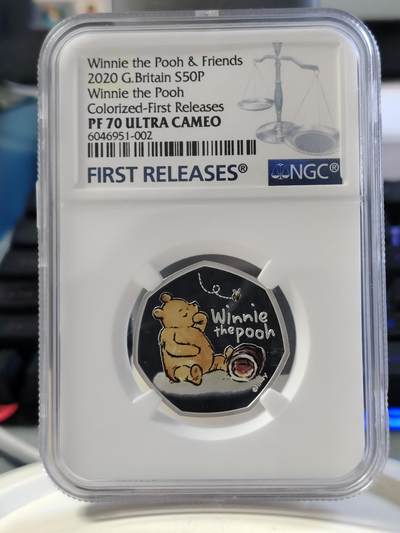 Winnie the Pooh & Friends
2020 G.Britain S50P
Winnie the Pooh
Colorized-First Releases
PF 70 ULTRA CAMEO
6046951-002
FIRST RELEASES®
NGC®
Winnie
the pooh